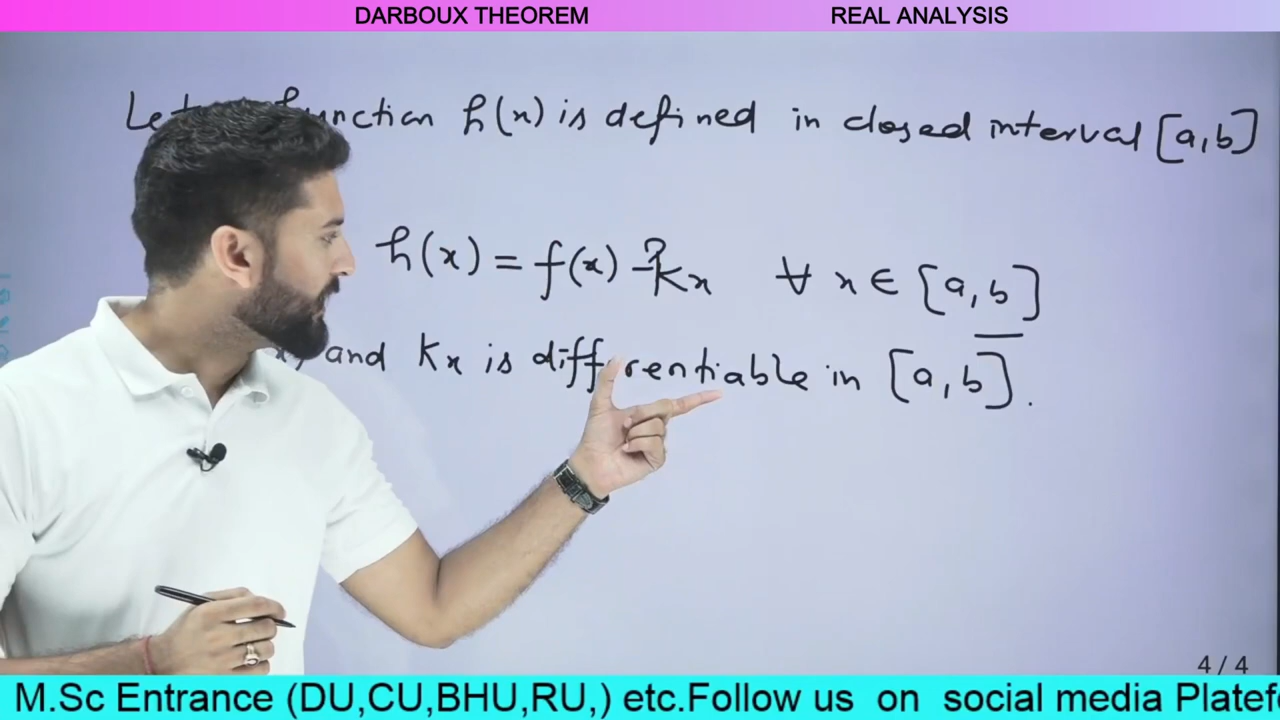 DARBOUX THEOREM REAL ANALYSIS
function h(x) is defined in closed interval [a,b]
h(x) = f(x) - kx ∀ x ∈ [a,b]
and kx is differentiable in [a,b].
4 / 4
M.Sc Entrance (DU,CU,BHU,RU,) etc.Follow us on social media